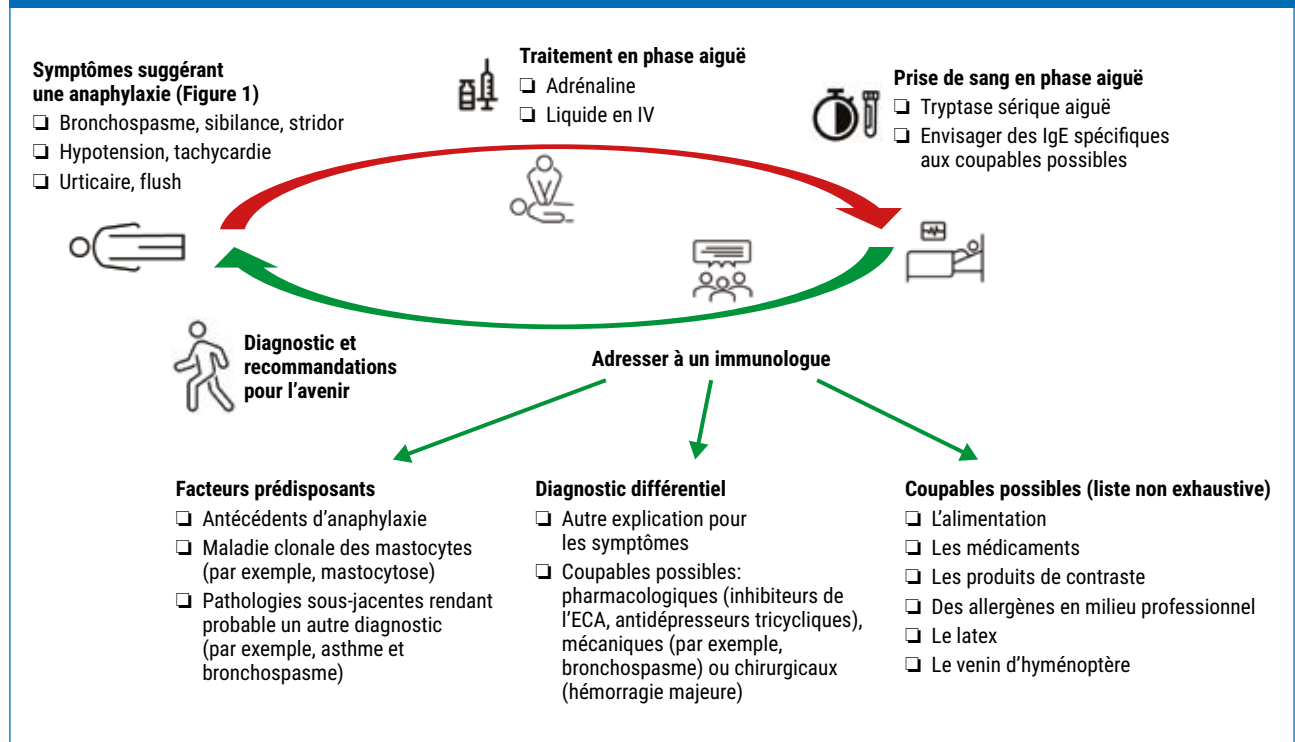 Symptômes suggérant
une anaphylaxie (Figure 1)
❏ Bronchospasme, sibilance, stridor
❏ Hypotension, tachycardie
❏ Urticaire, flush
Traitement en phase aiguë
❏ Adrénaline
❏ Liquide en IV
Prise de sang en phase aiguë
❏ Tryptase sérique aiguë
❏ Envisager des IgE spécifiques
aux coupables possibles
Diagnostic et
recommandations
pour l’avenir
Adresser à un immunologue
Facteurs prédisposants
❏ Antécédents d’anaphylaxie
❏ Maladie clonale des mastocytes
(par exemple, mastocytose)
❏ Pathologies sous-jacentes rendant
probable un autre diagnostic
(par exemple, asthme et
bronchospasme)
Diagnostic différentiel
❏ Autre explication pour
les symptômes
❏ Coupables possibles:
pharmacologiques (inhibiteurs de
l’ECA, antidépresseurs tricycliques),
mécaniques (par exemple,
bronchospasme) ou chirurgicaux
(hémorragie majeure)
Coupables possibles (liste non exhaustive)
❏ L’alimentation
❏ Les médicaments
❏ Les produits de contraste
❏ Des allergènes en milieu professionnel
❏ Le latex
❏ Le venin d’hyménoptère